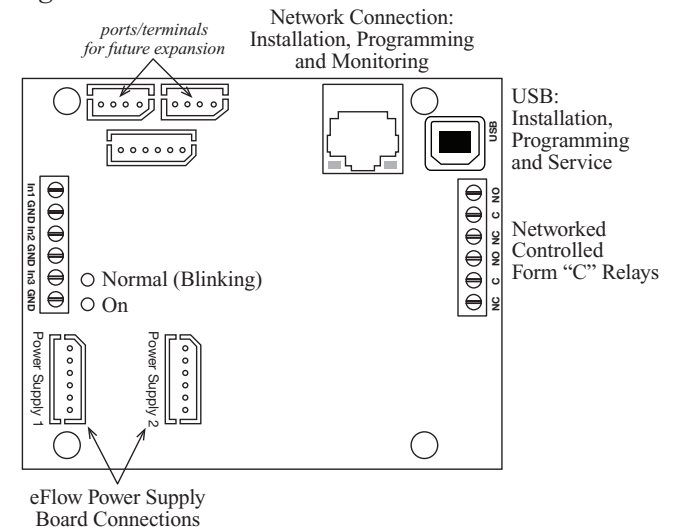 ports/terminals
for future expansion
Network Connection:
Installation, Programming
and Monitoring
USB:
Installation,
Programming
and Service
USB
In1 GND In2 GND In3 GND
NO C NC NO C NC
Networked
Controlled
Form “C” Relays
Normal (Blinking)
On
Power Supply 1
Power Supply 2
eFlow Power Supply
Board Connections